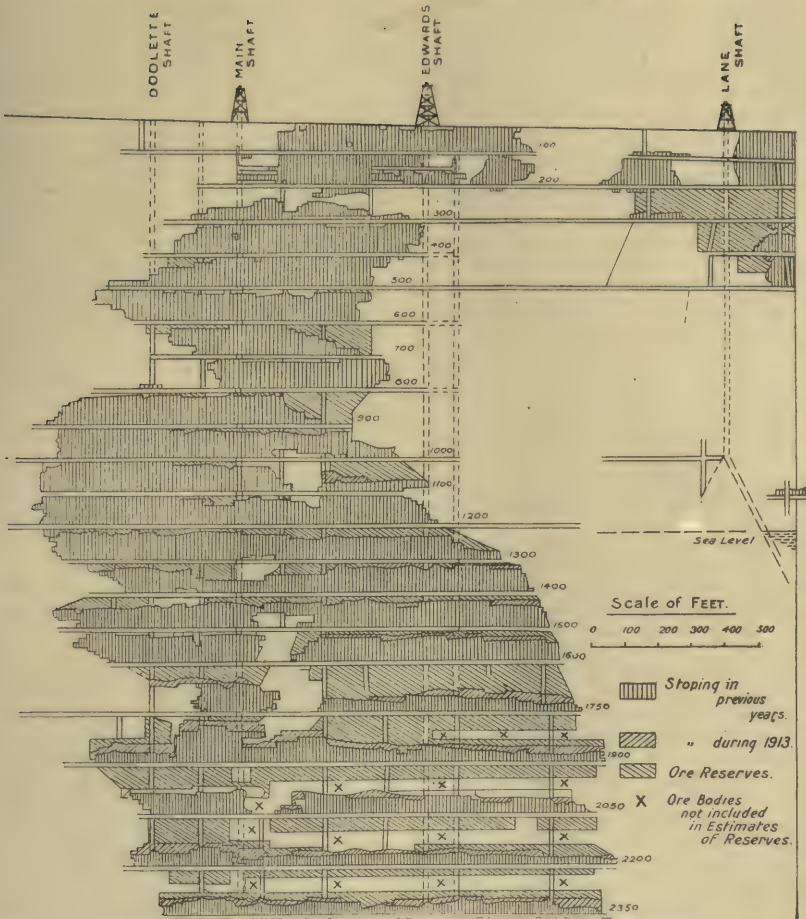 DOOLETTE
SHAFT
MAIN
SHAFT
EDWARDS
SHAFT
LANE
SHAFT
100
200
300
400
500
600
700
800
900
1000
1100
1200
Sea Level
1300
1400
1500
1600
1750
1900
2050
2200
2350
Scale of FEET.
0 100 200 300 400 500
Stoping in
previous
years.
" during 1913.
Ore Reserves.
X Ore Bodies
not included
in Estimates
of Reserves.
X X X
X X X
X
X X X
X X X